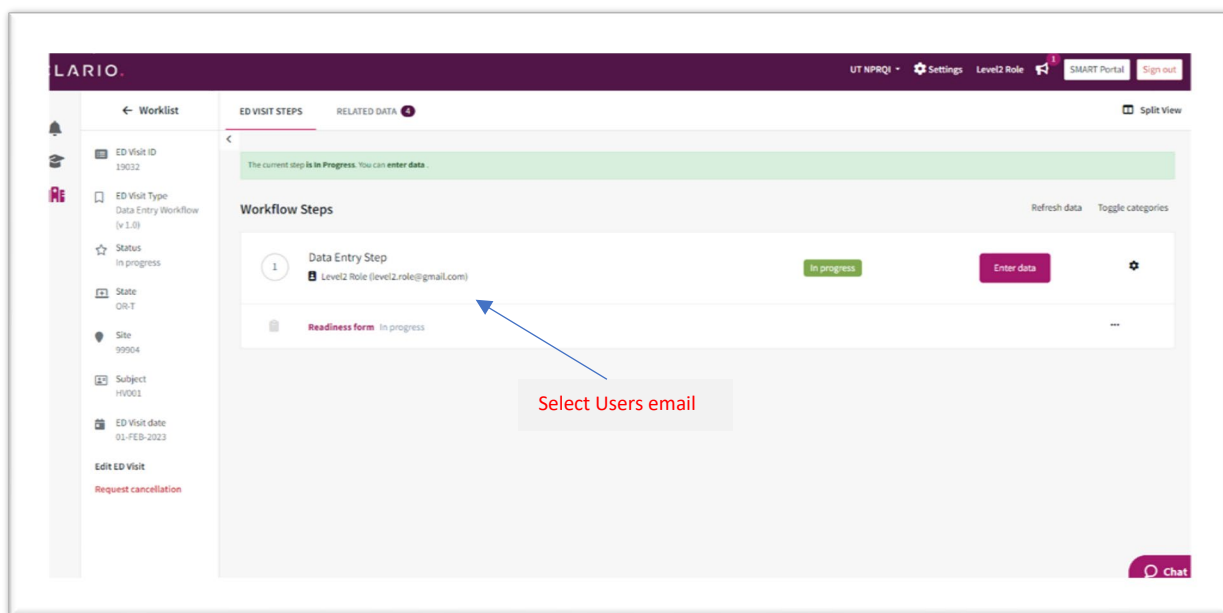 LARIO.
UT NPRQI
Settings
Level2 Role
1
SMART Portal
Sign out
← Worklist
ED VISIT STEPS
RELATED DATA 4
Split View
ED Visit ID
19032
ED Visit Type
Data Entry Workflow
(v 1.0)
Status
In progress
State
OR-T
Site
99904
Subject
HV001
ED Visit date
01-FEB-2023
Edit ED Visit
Request cancellation
The current step is In Progress. You can enter data .
Workflow Steps
Refresh data
Toggle categories
1
Data Entry Step
Level2 Role (level2.role@gmail.com)
In progress
Enter data
Readiness form In progress
...
Select Users email
Chat